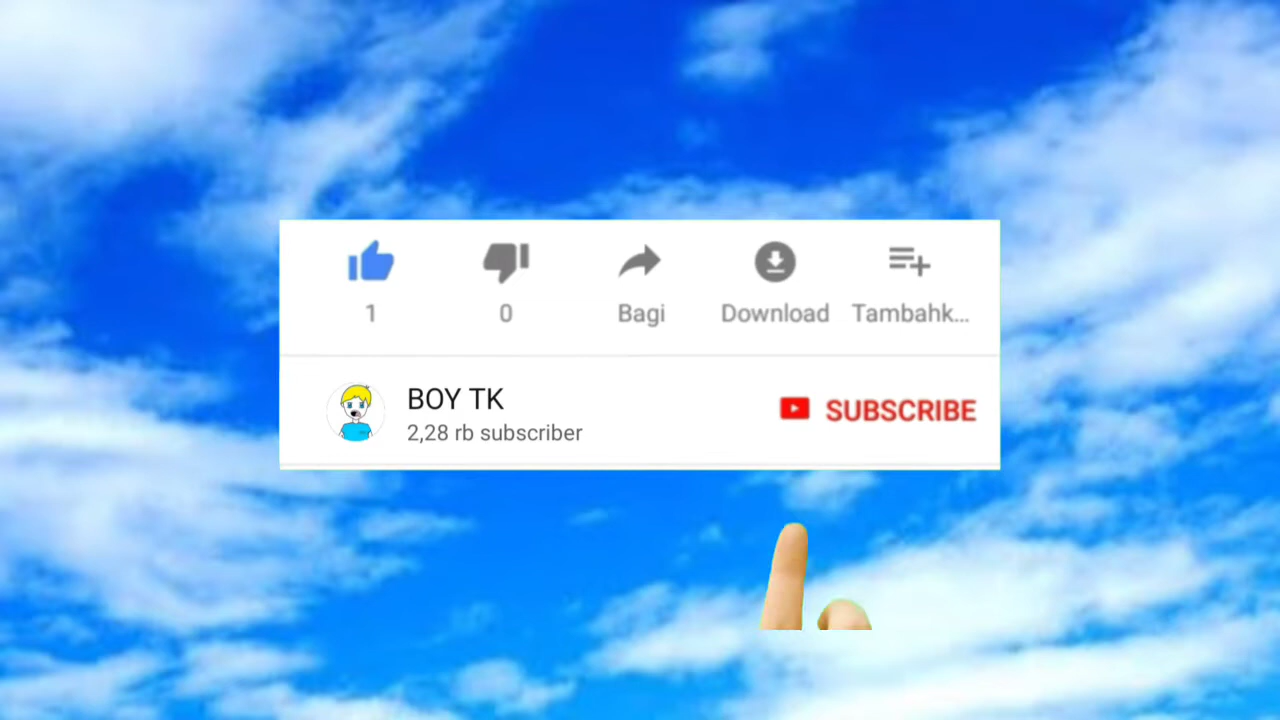 1
0
Bagi
Download
Tambahk...
BOY TK
2,28 rb subscriber
SUBSCRIBE